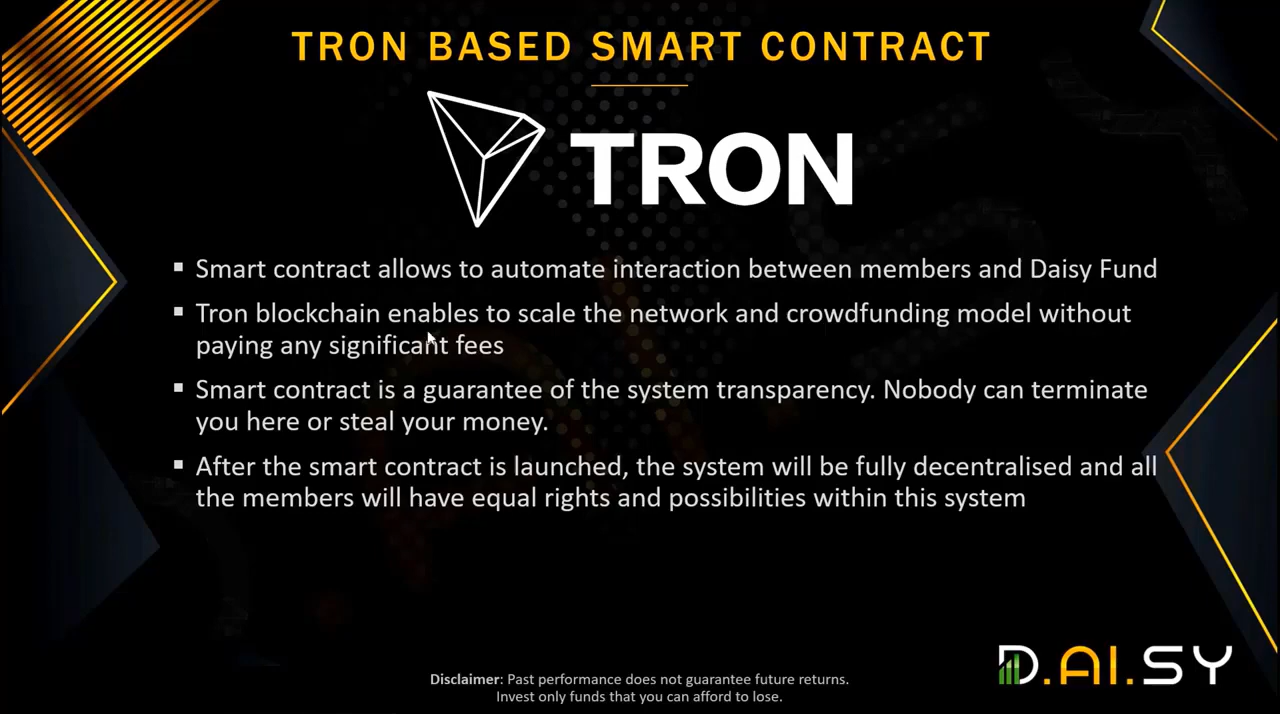 TRON BASED SMART CONTRACT
TRON
▪ Smart contract allows to automate interaction between members and Daisy Fund
▪ Tron blockchain enables to scale the network and crowdfunding model without
paying any significant fees
▪ Smart contract is a guarantee of the system transparency. Nobody can terminate
you here or steal your money.
▪ After the smart contract is launched, the system will be fully decentralised and all
the members will have equal rights and possibilities within this system
D.AI.SY
Disclaimer: Past performance does not guarantee future returns.
Invest only funds that you can afford to lose.